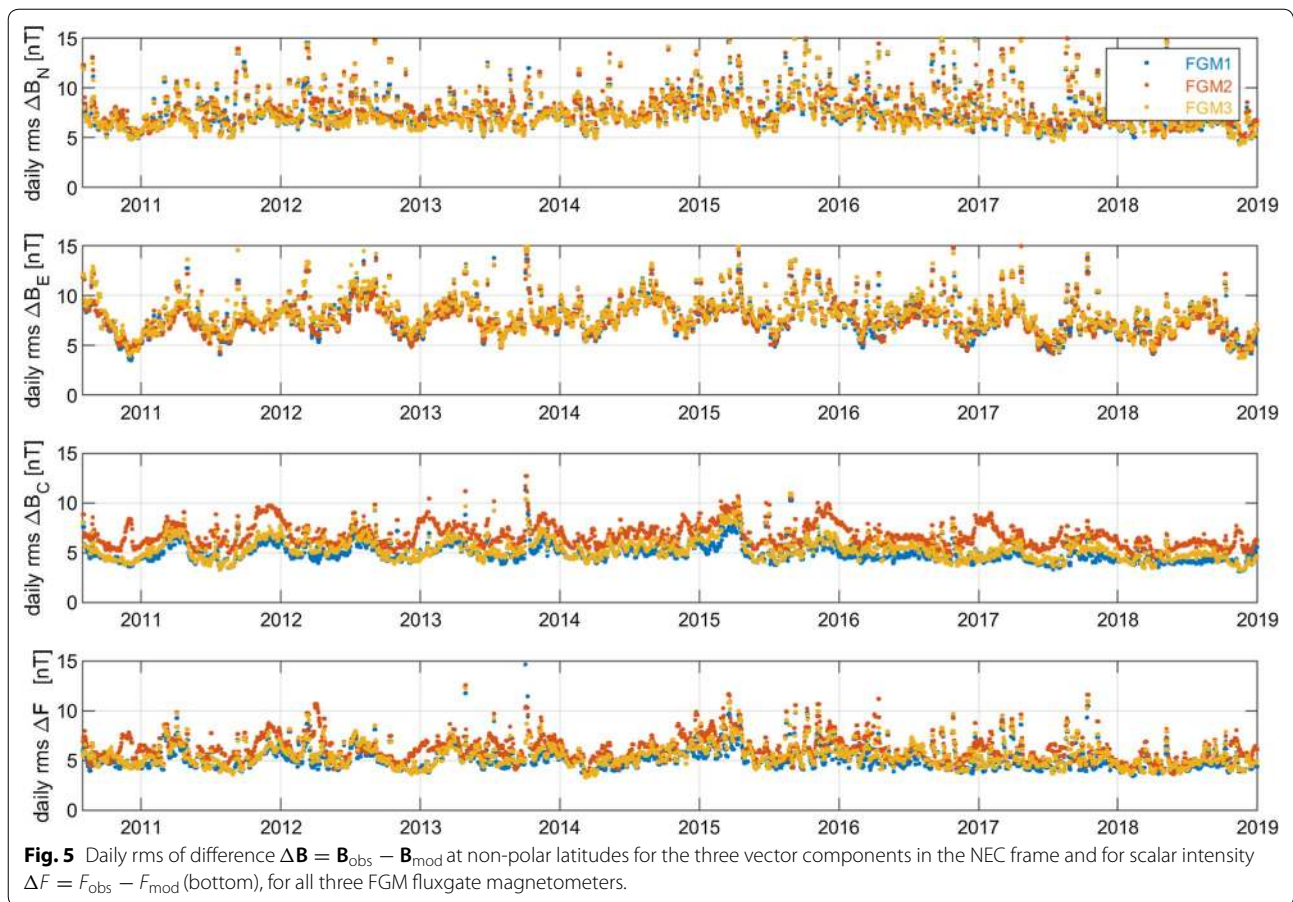 daily rms ΔB_N [nT]
15
10
5
0
FGM1
FGM2
FGM3
2011 2012 2013 2014 2015 2016 2017 2018 2019
daily rms ΔB_E [nT]
15
10
5
0
2011 2012 2013 2014 2015 2016 2017 2018 2019
daily rms ΔB_C [nT]
15
10
5
0
2011 2012 2013 2014 2015 2016 2017 2018 2019
daily rms ΔF [nT]
15
10
5
0
2011 2012 2013 2014 2015 2016 2017 2018 2019
Fig. 5 Daily rms of difference ΔB = B_obs − B_mod at non-polar latitudes for the three vector components in the NEC frame and for scalar intensity
ΔF = F_obs − F_mod (bottom), for all three FGM fluxgate magnetometers.